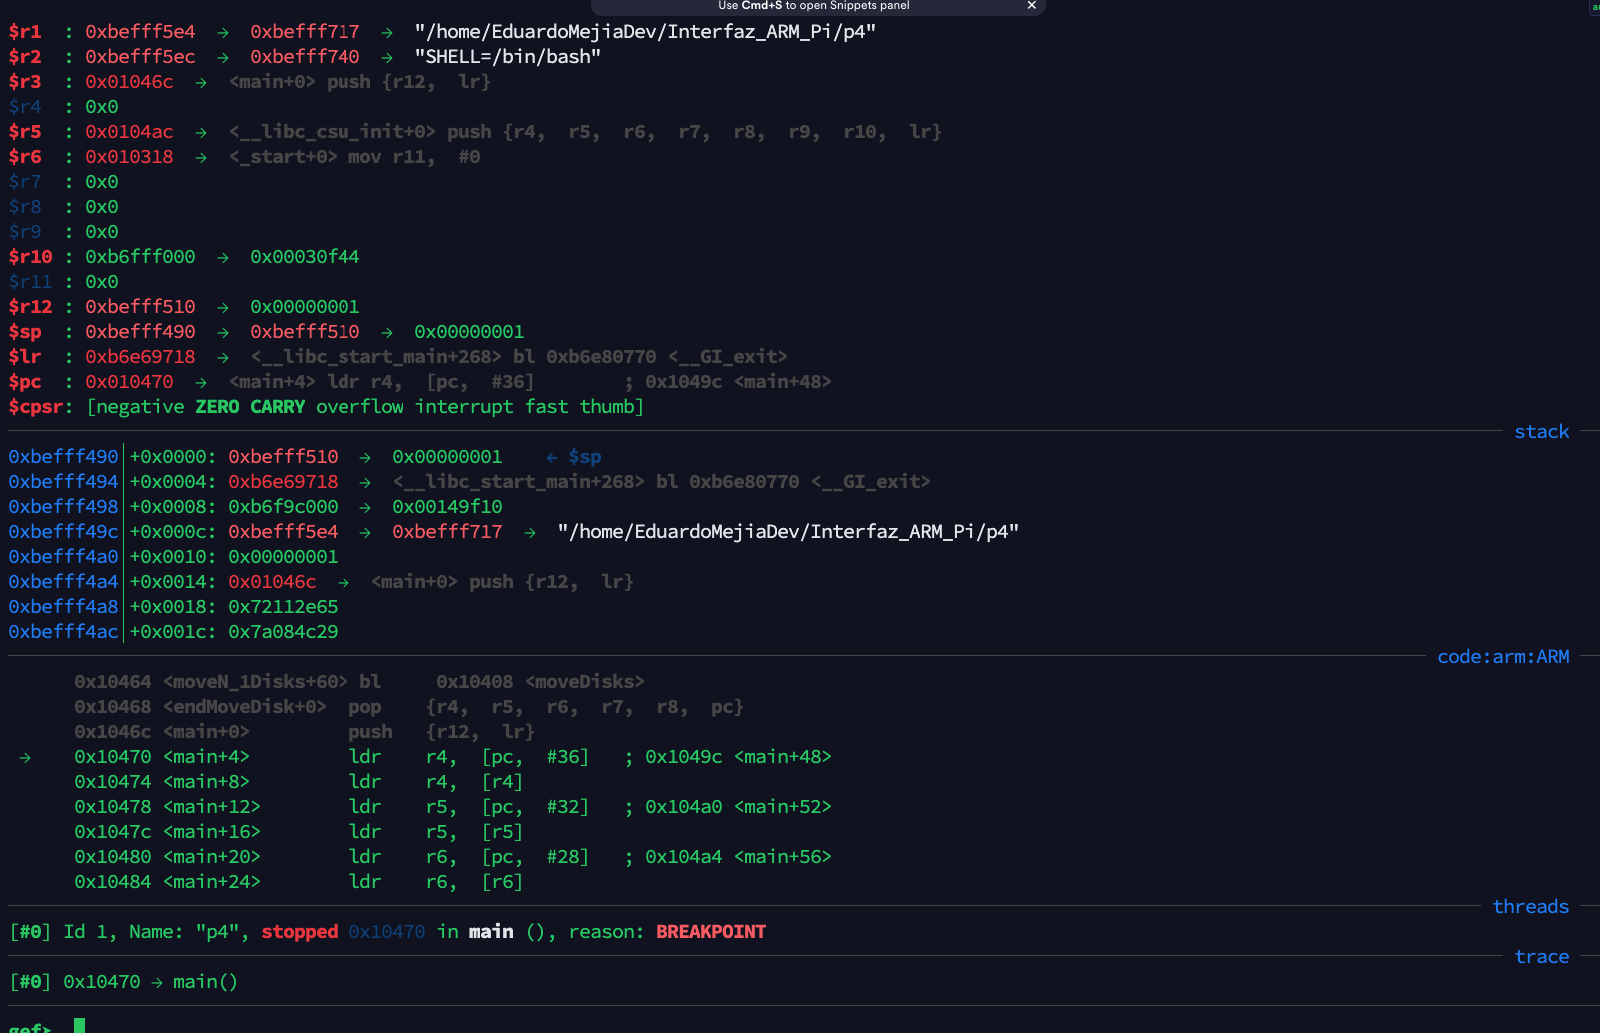 Use Cmd+S to open Snippets panel ✕
$r1  : 0xbefff5e4  →  0xbefff717  →  "/home/EduardoMejiaDev/Interfaz_ARM_Pi/p4"
$r2  : 0xbefff5ec  →  0xbefff740  →  "SHELL=/bin/bash"
$r3  : 0x01046c  →  <main+0> push {r12,  lr}
$r4  : 0x0
$r5  : 0x0104ac  →  <__libc_csu_init+0> push {r4,  r5,  r6,  r7,  r8,  r9,  r10,  lr}
$r6  : 0x010318  →  <_start+0> mov r11,  #0
$r7  : 0x0
$r8  : 0x0
$r9  : 0x0
$r10 : 0xb6fff000  →  0x00030f44
$r11 : 0x0
$r12 : 0xbefff510  →  0x00000001
$sp  : 0xbefff490  →  0xbefff510  →  0x00000001
$lr  : 0xb6e69718  →  <__libc_start_main+268> bl 0xb6e80770 <__GI_exit>
$pc  : 0x010470  →  <main+4> ldr r4,  [pc,  #36]        ; 0x1049c <main+48>
$cpsr: [negative ZERO CARRY overflow interrupt fast thumb]
stack
0xbefff490│+0x0000: 0xbefff510  →  0x00000001    ← $sp
0xbefff494│+0x0004: 0xb6e69718  →  <__libc_start_main+268> bl 0xb6e80770 <__GI_exit>
0xbefff498│+0x0008: 0xb6f9c000  →  0x00149f10
0xbefff49c│+0x000c: 0xbefff5e4  →  0xbefff717  →  "/home/EduardoMejiaDev/Interfaz_ARM_Pi/p4"
0xbefff4a0│+0x0010: 0x00000001
0xbefff4a4│+0x0014: 0x01046c  →  <main+0> push {r12,  lr}
0xbefff4a8│+0x0018: 0x72112e65
0xbefff4ac│+0x001c: 0x7a084c29
code:arm:ARM
0x10464 <moveN_1Disks+60> bl     0x10408 <moveDisks>
0x10468 <endMoveDisk+0>  pop    {r4,  r5,  r6,  r7,  r8,  pc}
0x1046c <main+0>         push   {r12,  lr}
→    0x10470 <main+4>         ldr    r4,  [pc,  #36]   ; 0x1049c <main+48>
0x10474 <main+8>         ldr    r4,  [r4]
0x10478 <main+12>        ldr    r5,  [pc,  #32]   ; 0x104a0 <main+52>
0x1047c <main+16>        ldr    r5,  [r5]
0x10480 <main+20>        ldr    r6,  [pc,  #28]   ; 0x104a4 <main+56>
0x10484 <main+24>        ldr    r6,  [r6]
threads
[#0] Id 1, Name: "p4", stopped 0x10470 in main (), reason: BREAKPOINT
trace
[#0] 0x10470 → main()
gef➤